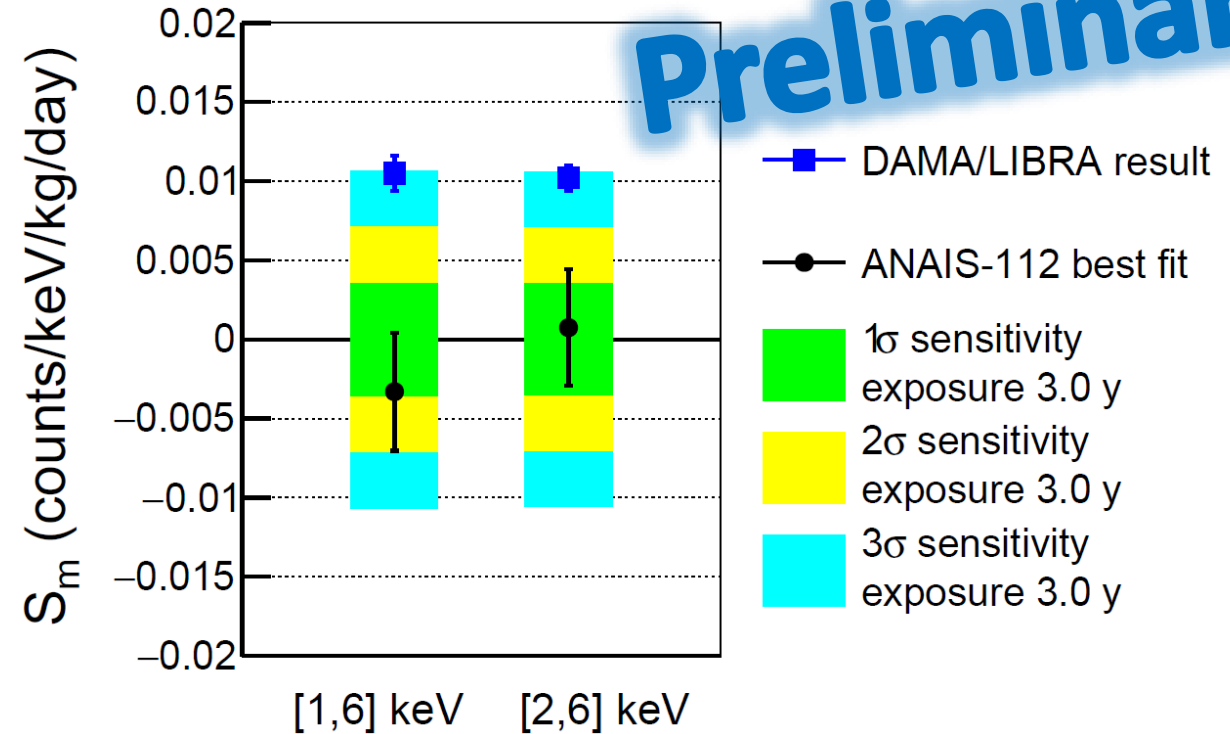 Preliminar
0.02
0.015
0.01
0.005
0
−0.005
−0.01
−0.015
−0.02
Sm (counts/keV/kg/day)
[1,6] keV [2,6] keV
DAMA/LIBRA result
ANAIS-112 best fit
1σ sensitivity
exposure 3.0 y
2σ sensitivity
exposure 3.0 y
3σ sensitivity
exposure 3.0 y